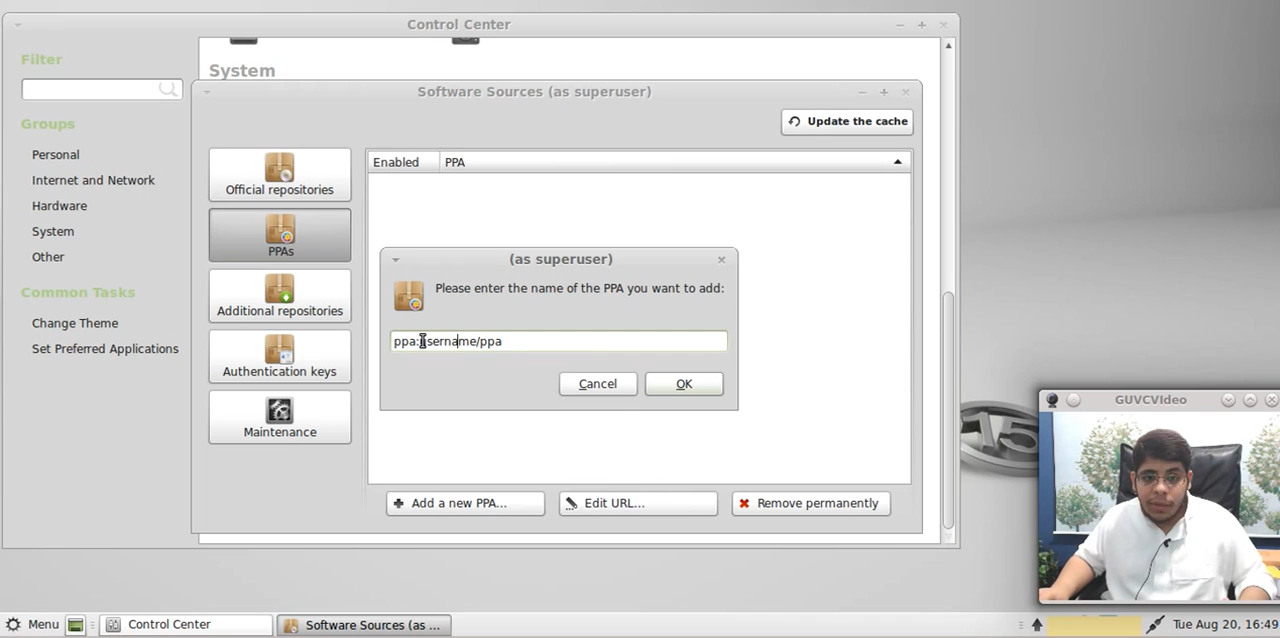 Control Center
Filter
System
Groups
Personal
Internet and Network
Hardware
System
Other
Common Tasks
Change Theme
Set Preferred Applications
Software Sources (as superuser)
Update the cache
Official repositories
PPAs
Additional repositories
Authentication keys
Maintenance
Enabled
PPA
(as superuser)
Please enter the name of the PPA you want to add:
ppa:username/ppa
Cancel
OK
Add a new PPA...
Edit URL...
Remove permanently
GUVCVIdeo
15
Menu
Control Center
Software Sources (as ...
Tue Aug 20, 16:49